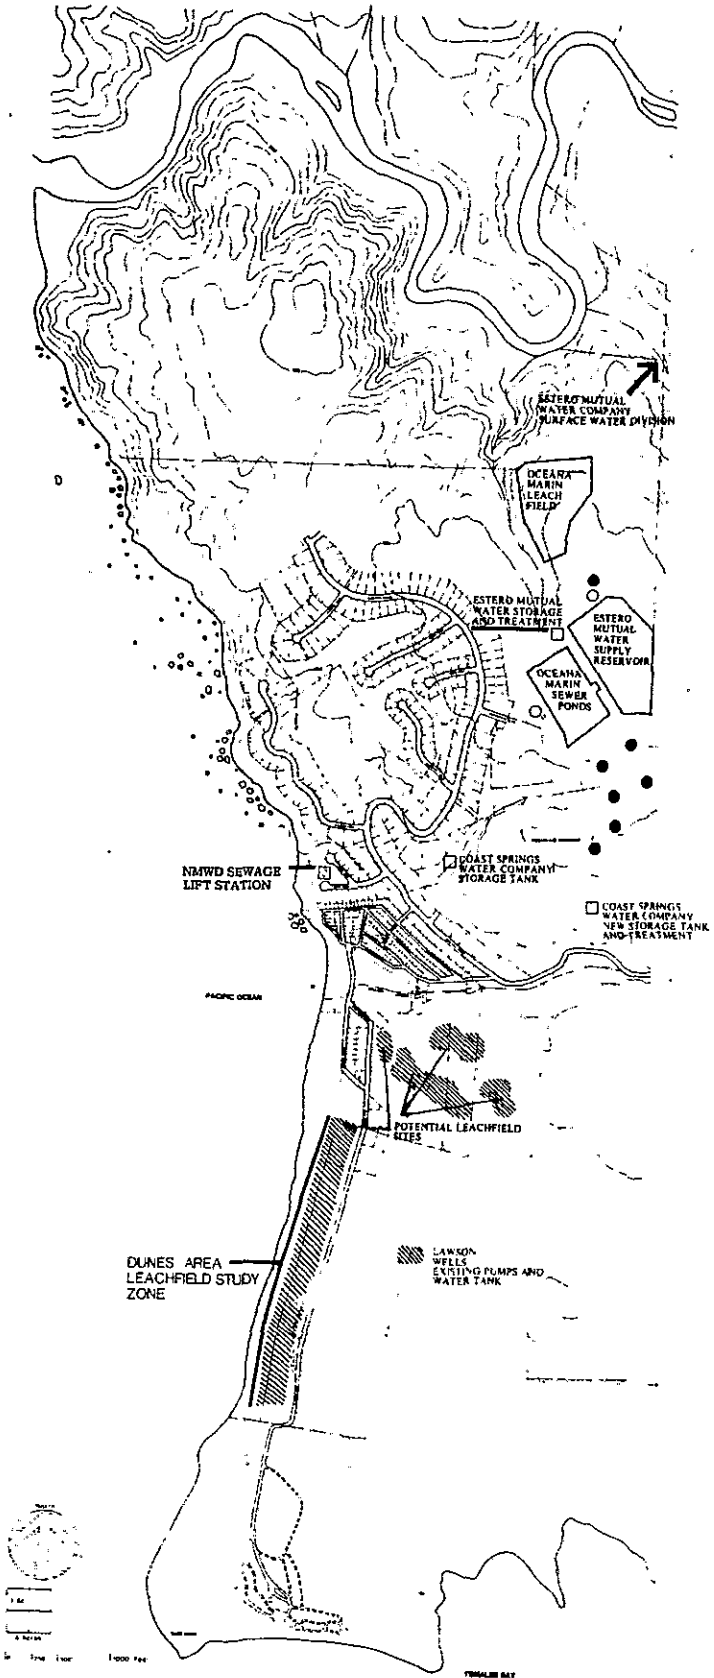 ESTERO MUTUAL
WATER COMPANY
SURFACE WATER DIVISION
OCEANA
MARIN
LEACH
FIELD
ESTERO MUTUAL
WATER STORAGE
AND TREATMENT
ESTERO
MUTUAL
WATER
SUPPLY
RESERVOIR
OCEANA
MARIN
SEWER
PONDS
NMWD SEWAGE
LIFT STATION
COAST SPRINGS
WATER COMPANY
STORAGE TANK
COAST SPRINGS
WATER COMPANY
NEW STORAGE TANK
AND TREATMENT
PACIFIC OCEAN
POTENTIAL LEACHFIELD
SITES
DUNES AREA
LEACHFIELD STUDY
ZONE
LAWSON
WELLS
EXISTING PUMPS AND
WATER TANK
TOMALES BAY